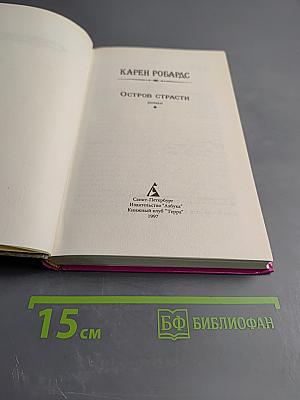 КАРЕН РОБАРДС
ОСТРОВ СТРАСТИ
роман
Санкт-Петербург
Издательство "Азбука"
Книжный клуб "Терра"
1997
15 см
БФ БИБЛИОФАН